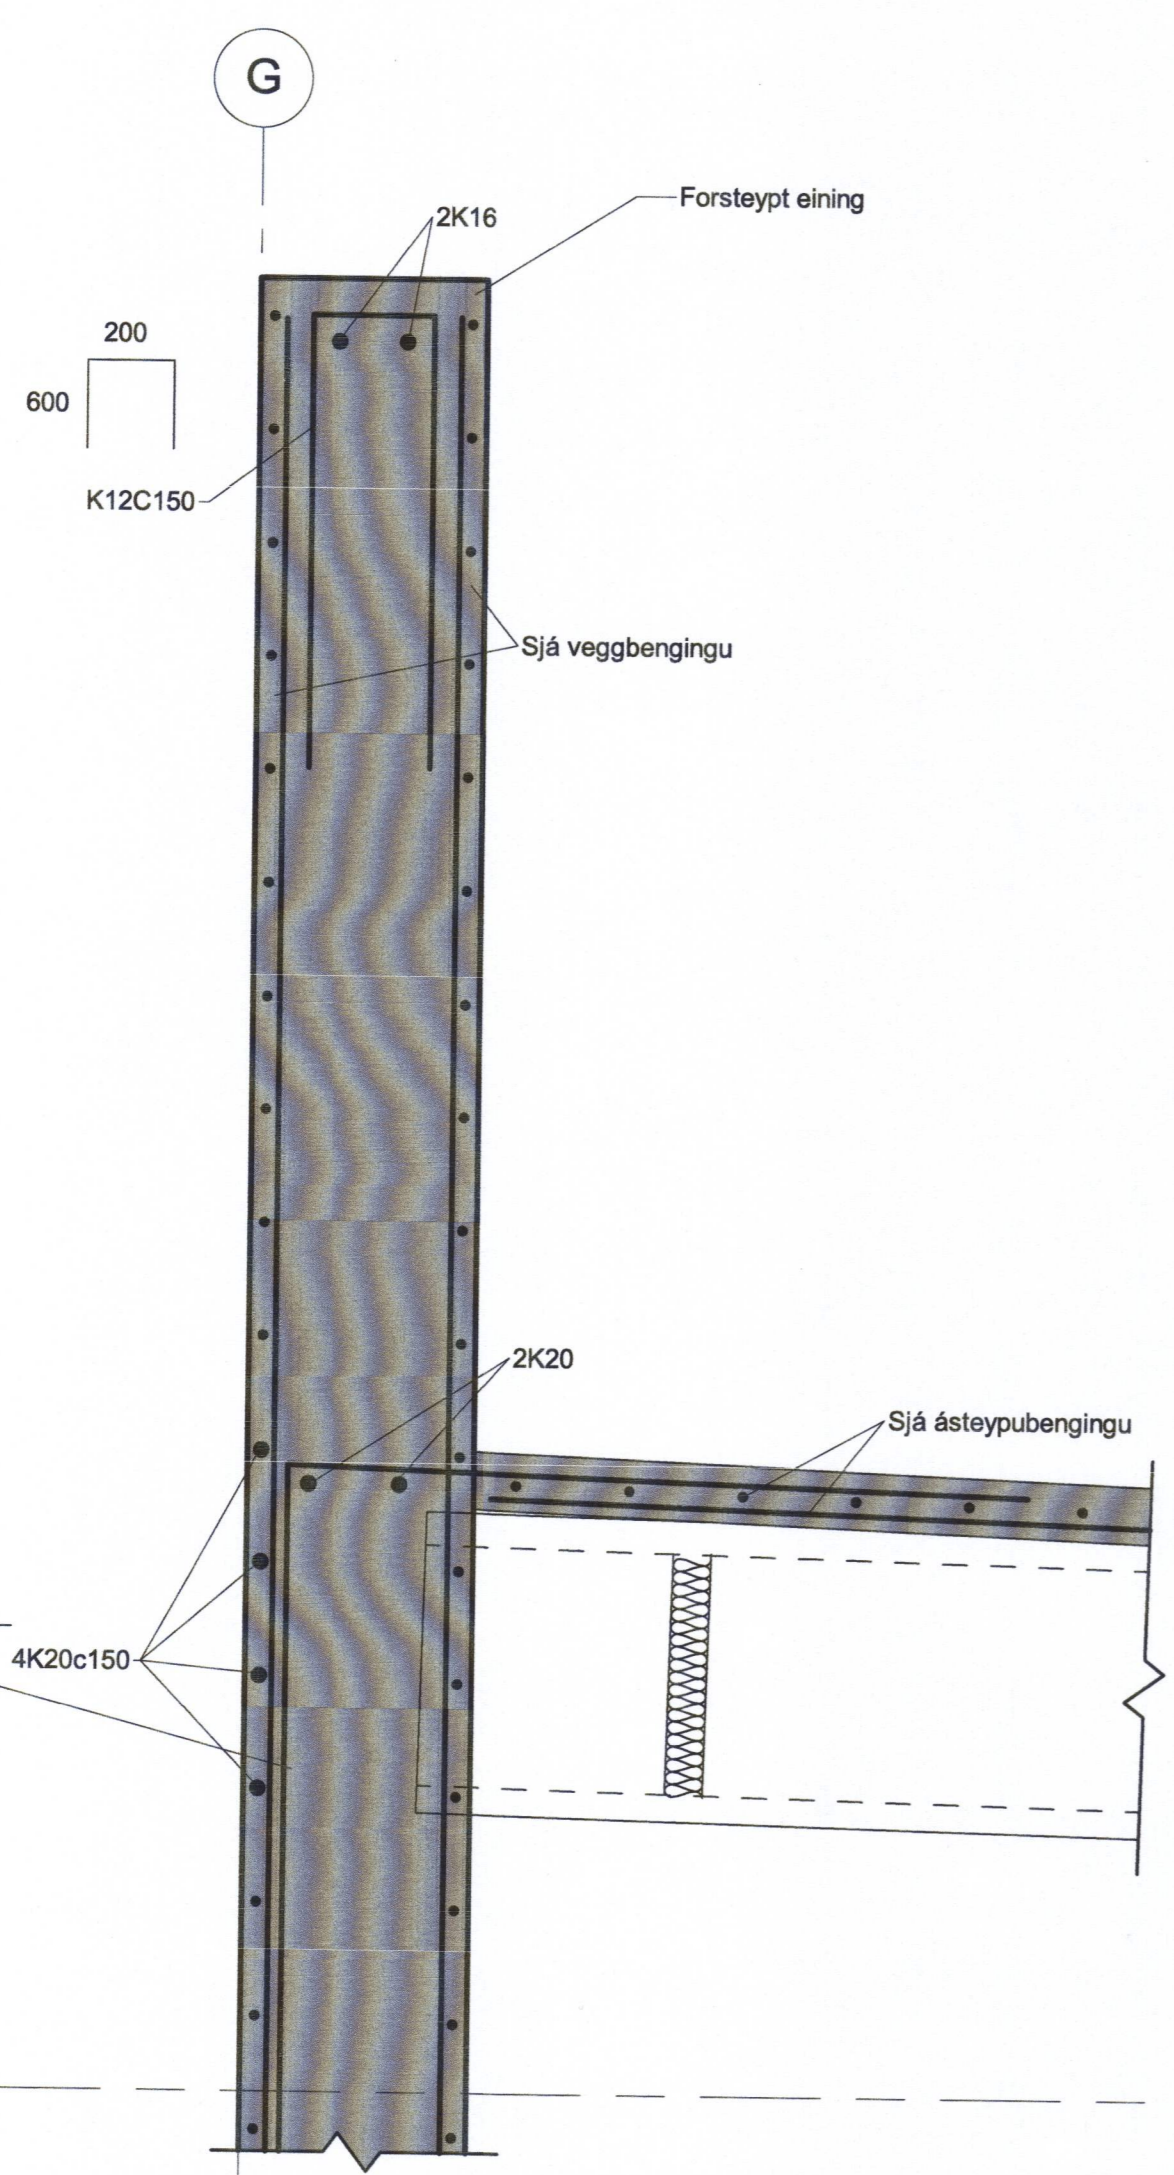 G
2K16
Forsteypt eining
200
600
K12C150
Sjá veggbengingu
2K20
Sjá ásteypubengingu
4K20c150